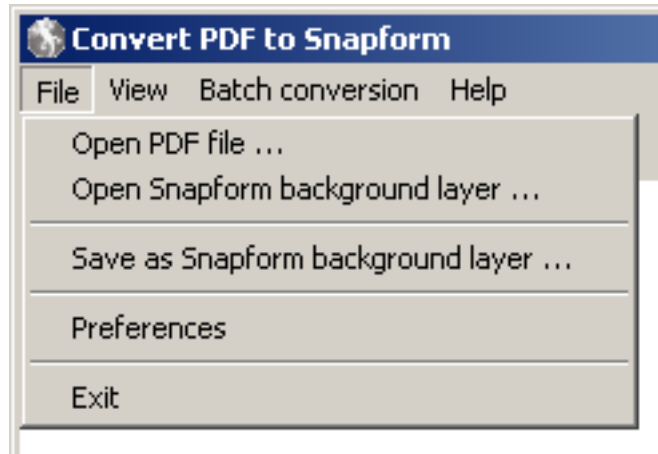 Convert PDF to Snapform
File View Batch conversion Help
Open PDF file ...
Open Snapform background layer ...
Save as Snapform background layer ...
Preferences
Exit